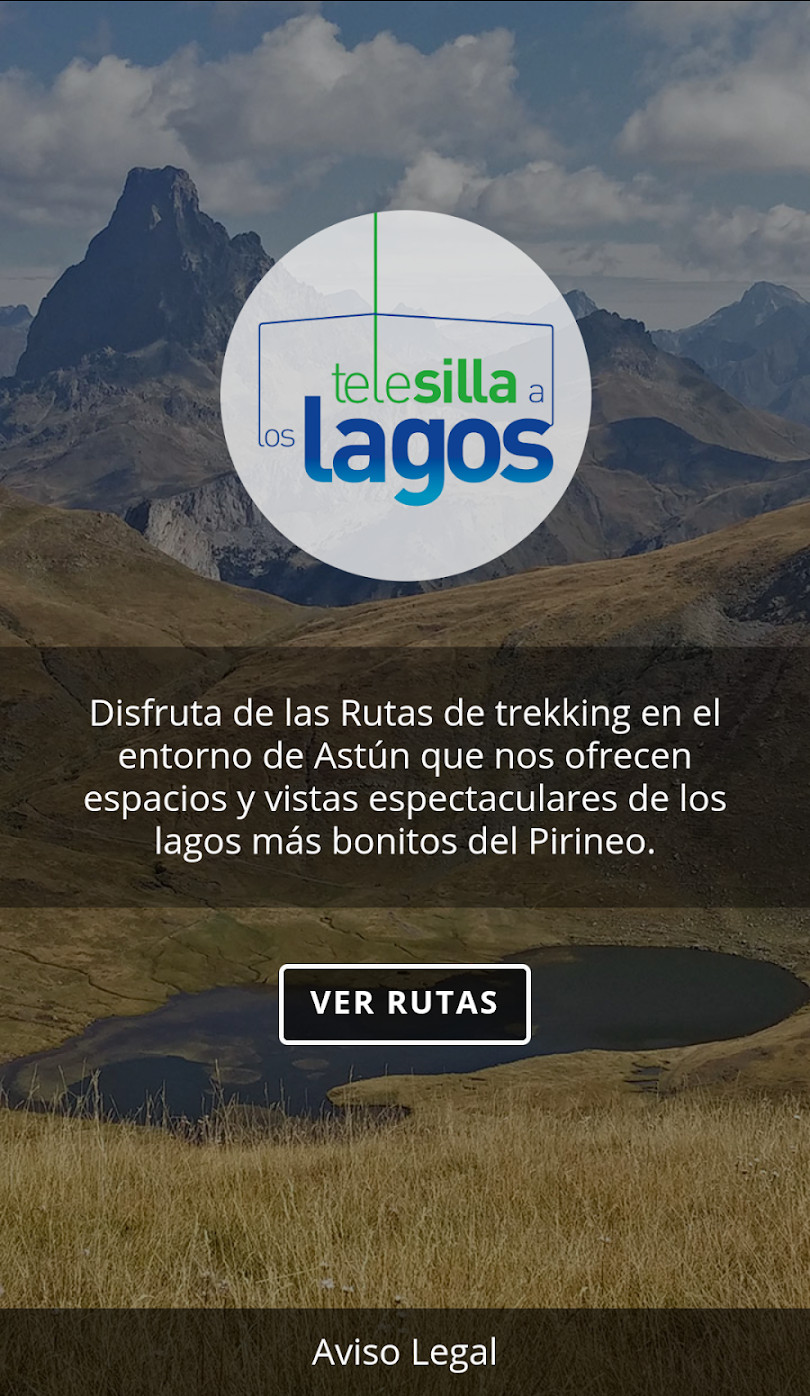 telesilla a
los lagos
Disfruta de las Rutas de trekking en el
entorno de Astún que nos ofrecen
espacios y vistas espectaculares de los
lagos más bonitos del Pirineo.
VER RUTAS
Aviso Legal